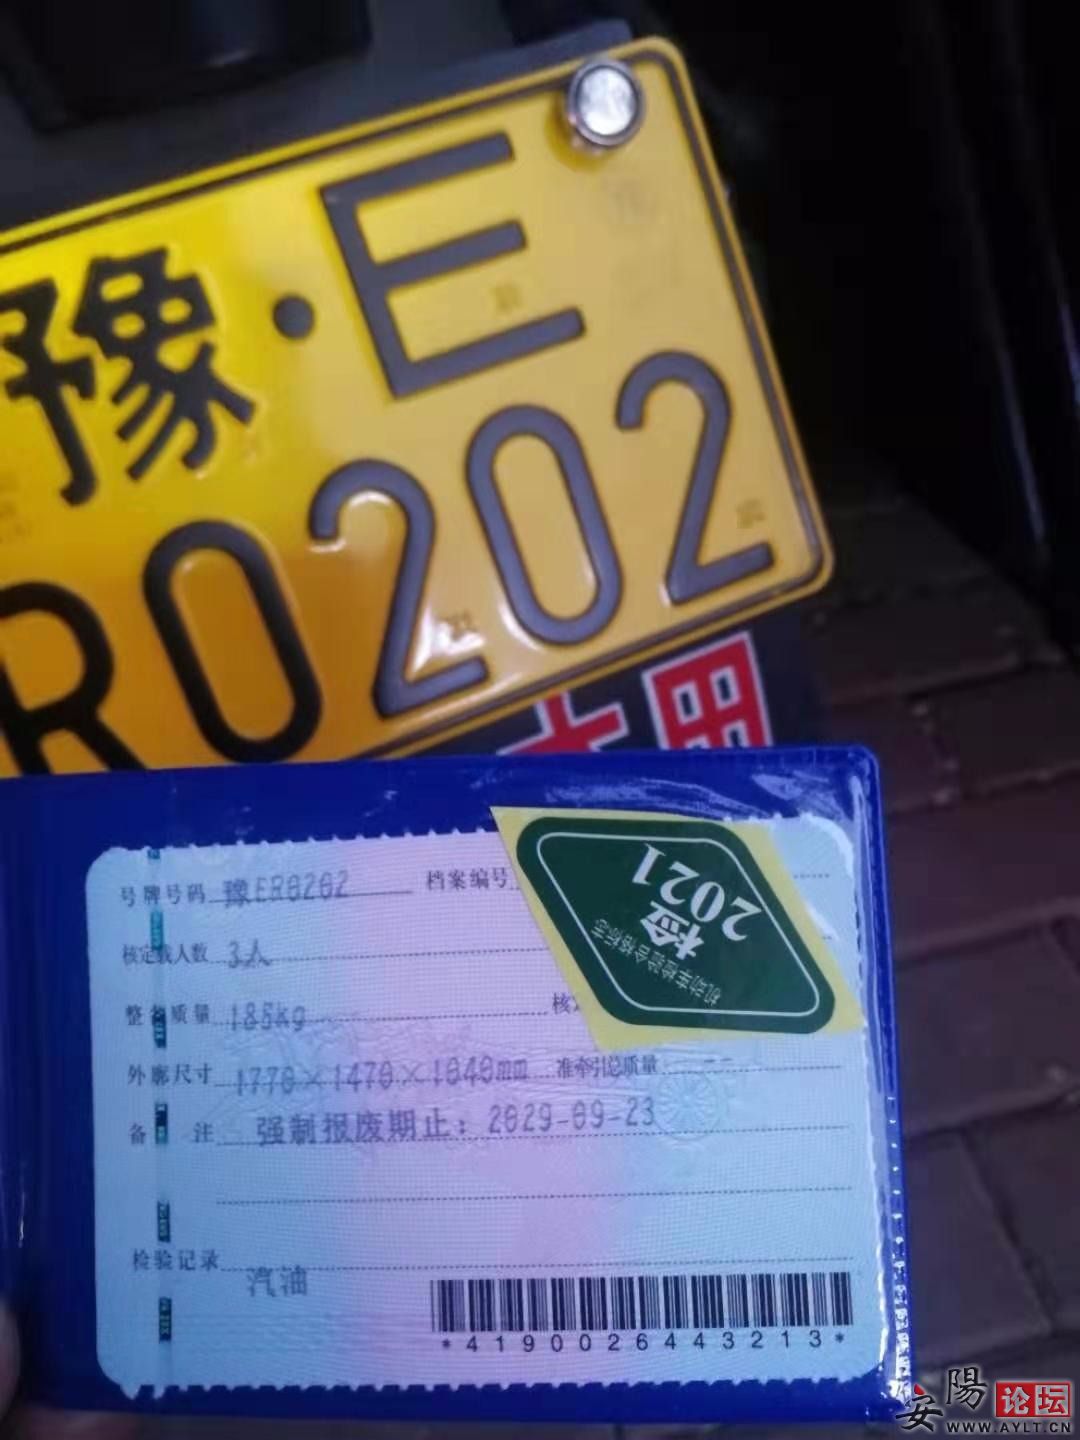 豫·E
R0202
用
号牌号码 豫ER0202 档案编号
检
2021
机动车检验合格标志
核定载人数 3人
整备质量 185kg 核定
外廓尺寸 1770×1470×1040mm 准牵引总质量 --
备注 强制报废期止：2029-09-23
检验记录
汽油
*4190026443213*
安陽论坛
WWW.AYLT.CN